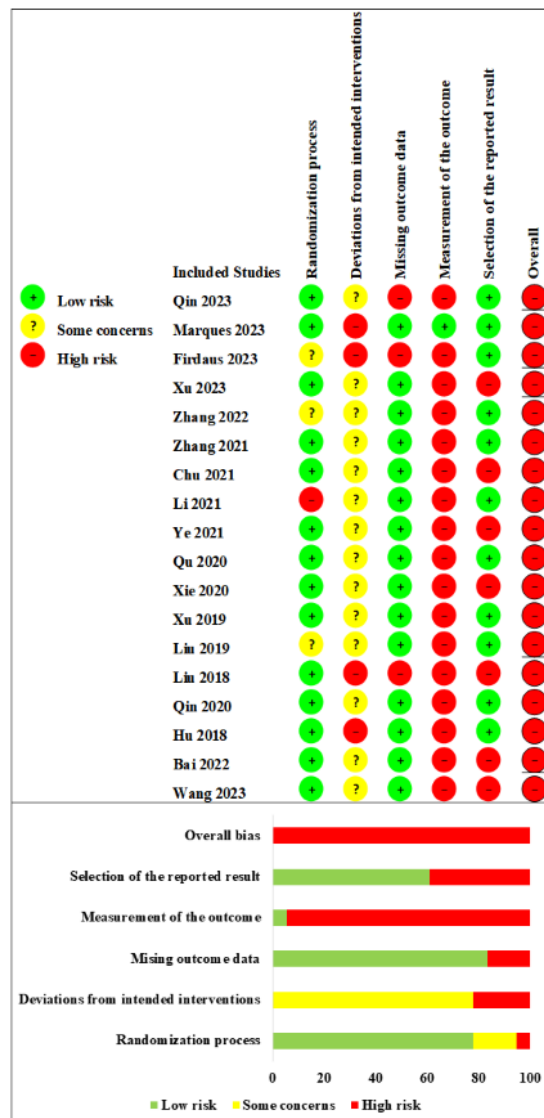 Randomization process
Deviations from intended interventions
Missing outcome data
Measurement of the outcome
Selection of the reported result
Overall
Included Studies
+ Low risk
? Some concerns
− High risk
Qin 2023 + ? − − + −
Marques 2023 + − + + + −
Firdaus 2023 ? − − − + −
Xu 2023 + ? + − − −
Zhang 2022 ? ? + − + −
Zhang 2021 + ? + − + −
Chu 2021 + ? + − − −
Li 2021 − ? + − + −
Ye 2021 + ? + − − −
Qu 2020 + ? + − + −
Xie 2020 + ? + − − −
Xu 2019 + ? + − + −
Liu 2019 ? ? + − + −
Liu 2018 + − − − − −
Qin 2020 + ? + − + −
Hu 2018 + − + − + −
Bai 2022 + ? + − − −
Wang 2023 + ? + − − −
Overall bias
Selection of the reported result
Measurement of the outcome
Mising outcome data
Deviations from intended interventions
Randomization process
0 20 40 60 80 100
Low risk Some concerns High risk